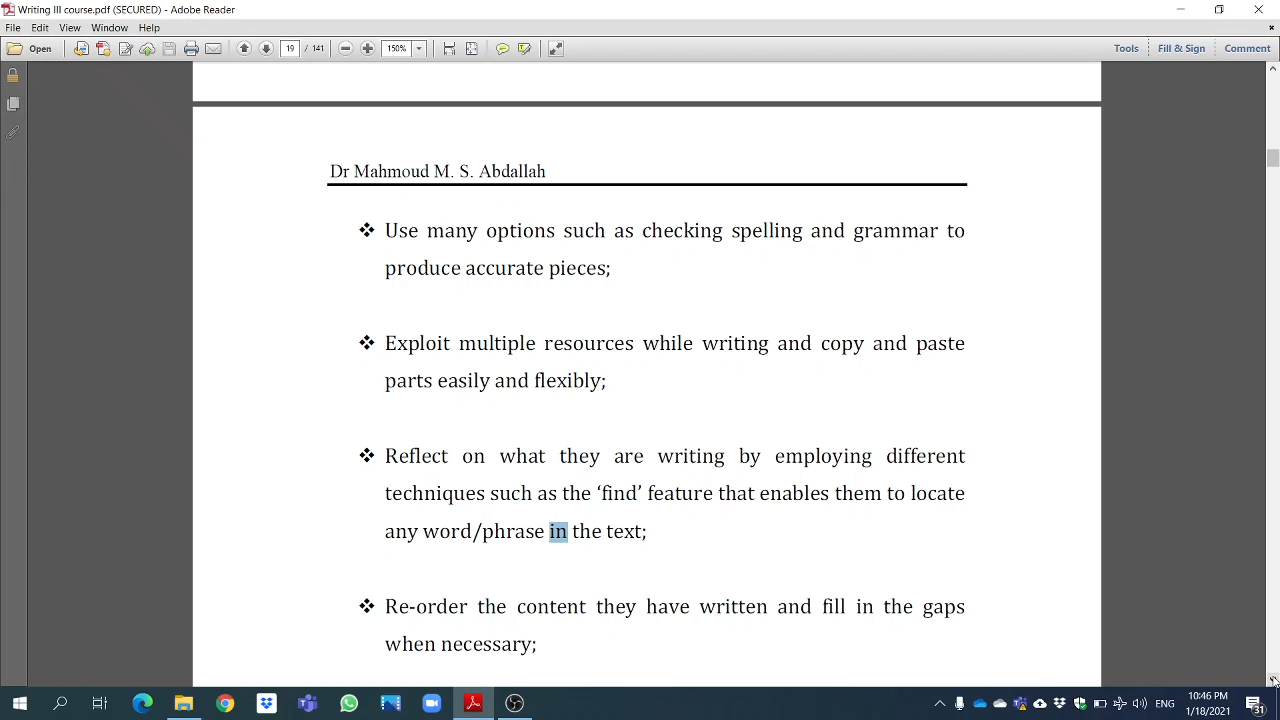 Writing III course.pdf (SECURED) - Adobe Reader
File Edit View Window Help
Open 19 / 141 150% Tools Fill & Sign Comment
Dr Mahmoud M. S. Abdallah
❖ Use many options such as checking spelling and grammar to
produce accurate pieces;
❖ Exploit multiple resources while writing and copy and paste
parts easily and flexibly;
❖ Reflect on what they are writing by employing different
techniques such as the ‘find’ feature that enables them to locate
any word/phrase in the text;
❖ Re-order the content they have written and fill in the gaps
when necessary;
ENG
10:46 PM
1/18/2021
31